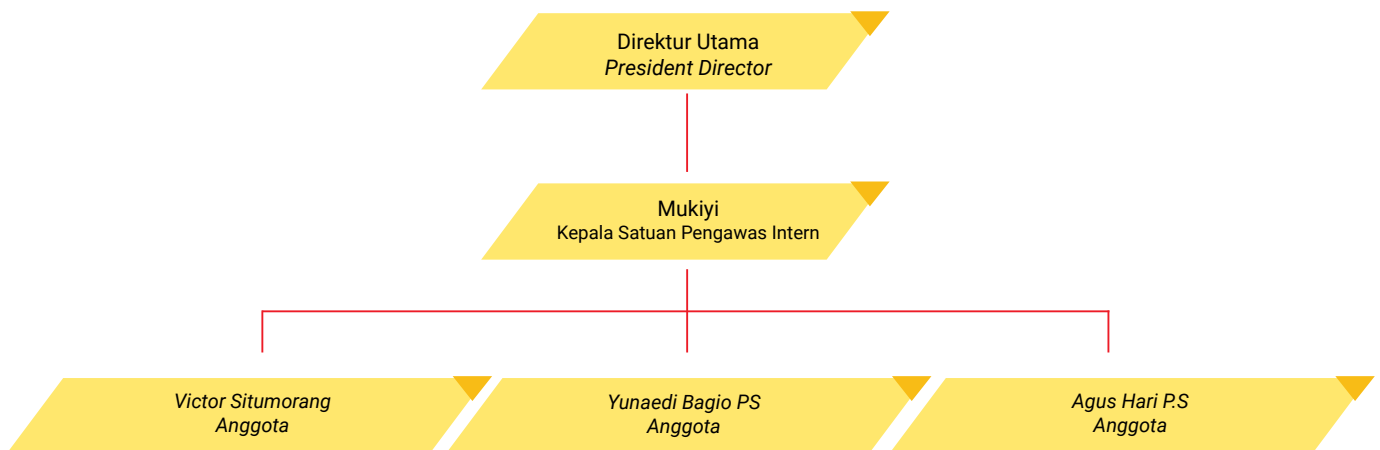 Direktur Utama
President Director
Mukiyi
Kepala Satuan Pengawas Intern
Victor Situmorang
Anggota
Yunaedi Bagio PS
Anggota
Agus Hari P.S
Anggota